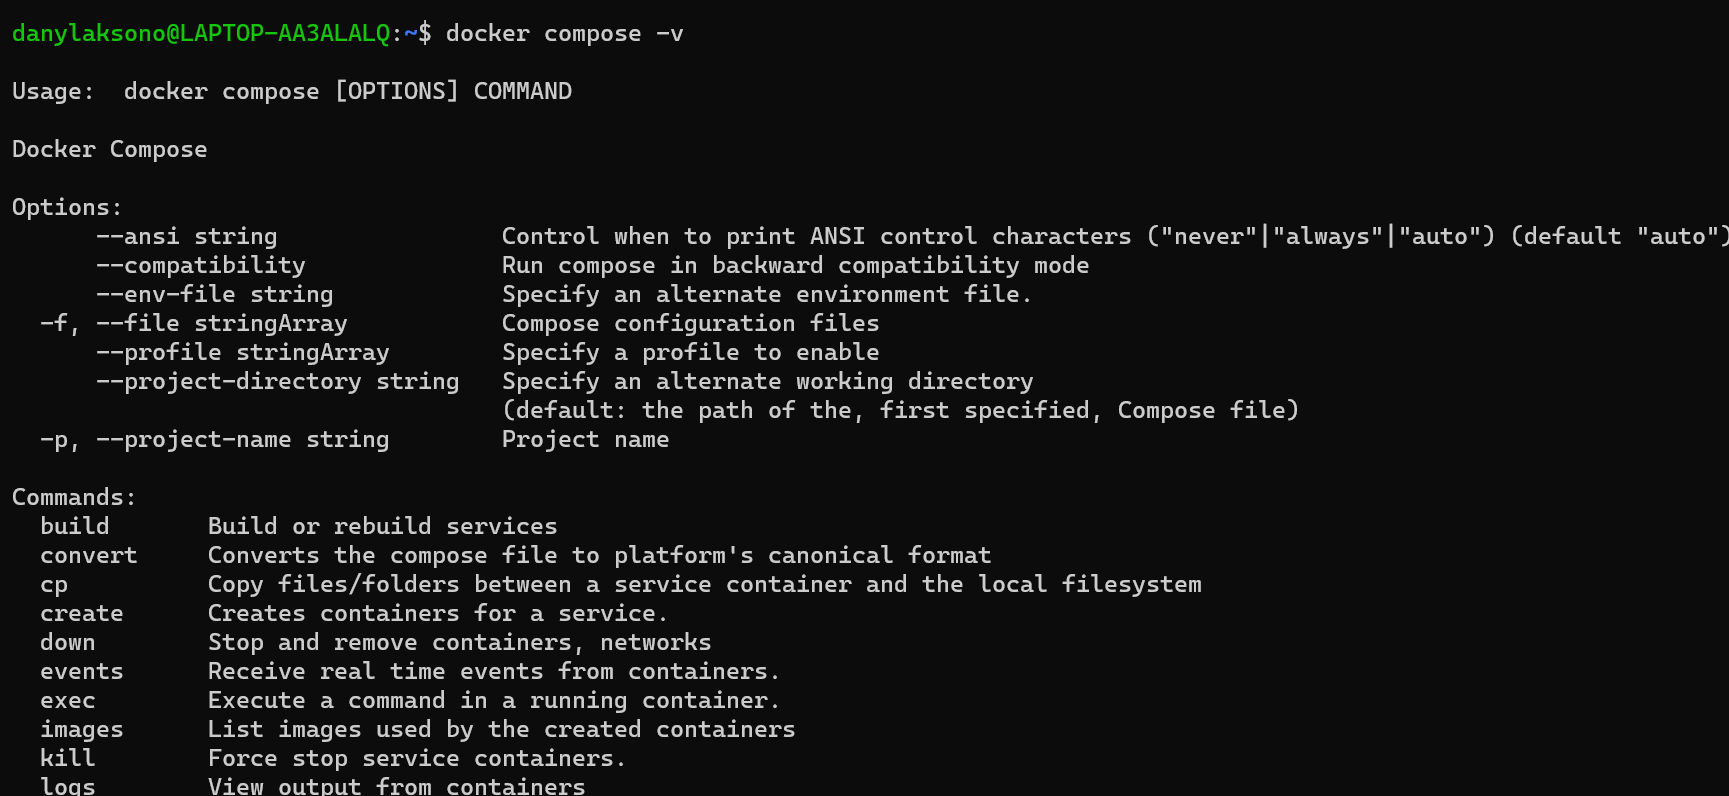 danylaksono@LAPTOP-AA3ALALQ:~$ docker compose -v
Usage:  docker compose [OPTIONS] COMMAND
Docker Compose
Options:
      --ansi string                Control when to print ANSI control characters ("never"|"always"|"auto") (default "auto")
      --compatibility              Run compose in backward compatibility mode
      --env-file string            Specify an alternate environment file.
  -f, --file stringArray           Compose configuration files
      --profile stringArray        Specify a profile to enable
      --project-directory string   Specify an alternate working directory
                                   (default: the path of the, first specified, Compose file)
  -p, --project-name string        Project name
Commands:
  build       Build or rebuild services
  convert     Converts the compose file to platform's canonical format
  cp          Copy files/folders between a service container and the local filesystem
  create      Creates containers for a service.
  down        Stop and remove containers, networks
  events      Receive real time events from containers.
  exec        Execute a command in a running container.
  images      List images used by the created containers
  kill        Force stop service containers.
  logs        View output from containers